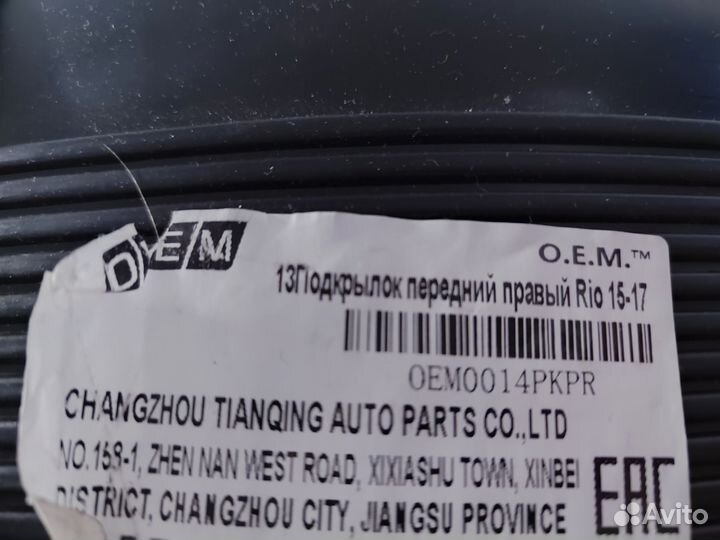 OEM
O.E.M.™
13Подкрылок передний правый Rio 15-17
OEM0014PKPR
CHANGZHOU TIANQING AUTO PARTS CO.,LTD
NO.168-1, ZHEN NAN WEST ROAD, XIXIASHU TOWN, XINBEI
DISTRICT, CHANGZHOU CITY, JIANGSU PROVINCE
EAC
Avito